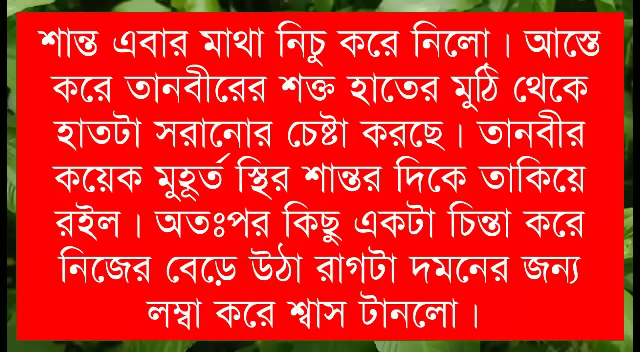 শান্ত এবার মাথা নিচু করে নিলো। আস্তে
করে তানবীরের শক্ত হাতের মুঠি থেকে
হাতটা সরানোর চেষ্টা করছে। তানবীর
কয়েক মুহূর্ত স্থির শান্তর দিকে তাকিয়ে
রইল। অতঃপর কিছু একটা চিন্তা করে
নিজের বেড়ে উঠা রাগটা দমনের জন্য
লম্বা করে শ্বাস টানলো।